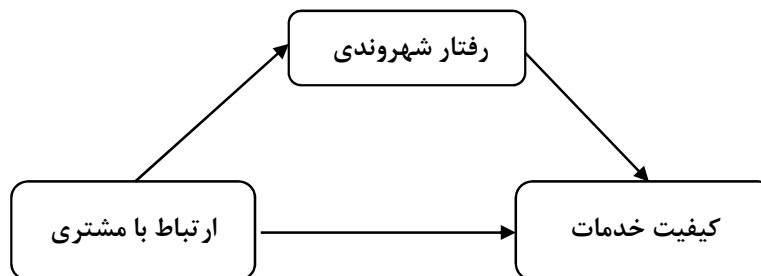 رفتار شهروندی
ارتباط با مشتری
کیفیت خدمات